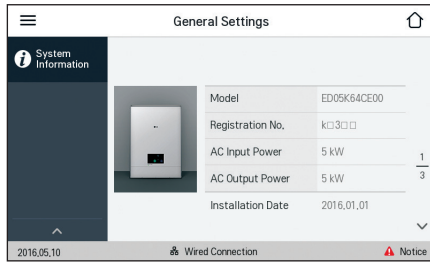 General Settings
System
Information
Model ED05K64CE00
Registration No. k□3□□
AC Input Power 5 kW
AC Output Power 5 kW
Installation Date 2016.01.01
1
3
2016.05.10 Wired Connection Notice